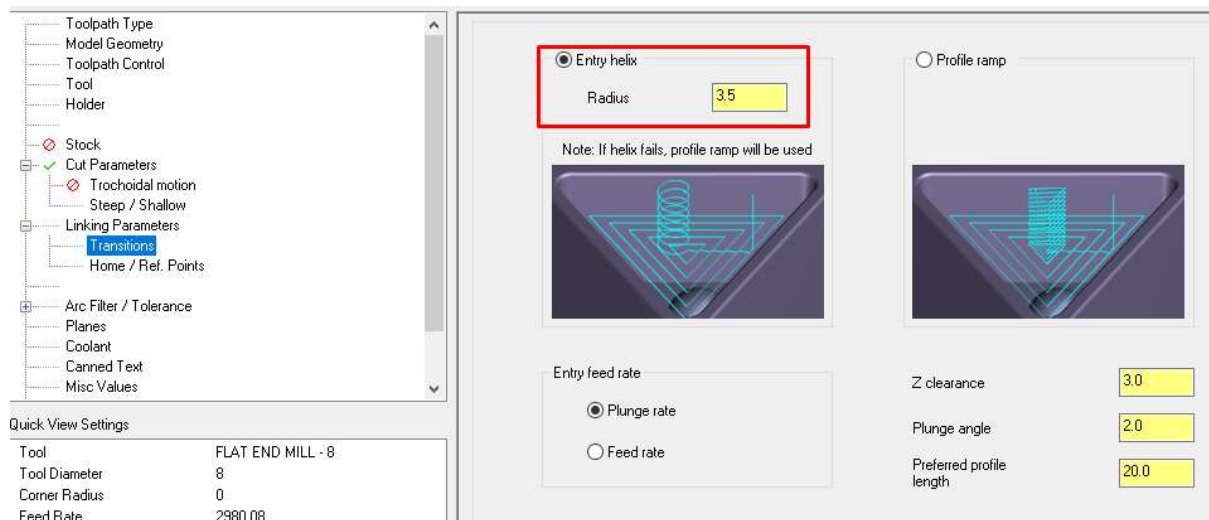 Toolpath Type
Model Geometry
Toolpath Control
Tool
Holder
Stock
Cut Parameters
Trochoidal motion
Steep / Shallow
Linking Parameters
Transitions
Home / Ref. Points
Arc Filter / Tolerance
Planes
Coolant
Canned Text
Misc Values
Quick View Settings
Tool FLAT END MILL - 8
Tool Diameter 8
Corner Radius 0
Feed Rate 2980.08
Entry helix
Radius 3.5
Note: If helix fails, profile ramp will be used
Profile ramp
Entry feed rate
Plunge rate
Feed rate
Z clearance 3.0
Plunge angle 2.0
Preferred profile
length 20.0